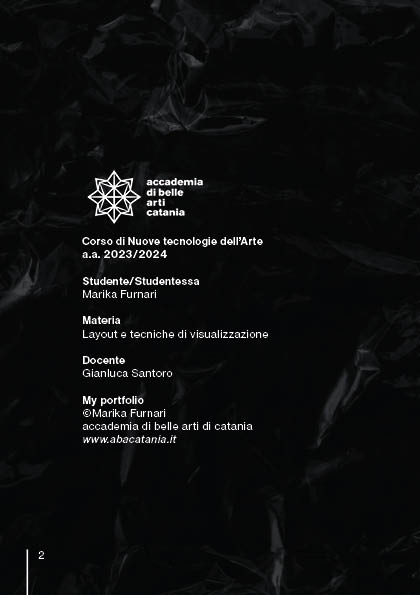 accademia
di belle
arti
catania
Corso di Nuove tecnologie dell'Arte
a.a. 2023/2024
Studente/Studentessa
Marika Furnari
Materia
Layout e tecniche di visualizzazione
Docente
Gianluca Santoro
My portfolio
©Marika Furnari
accademia di belle arti di catania
www.abacatania.it
2